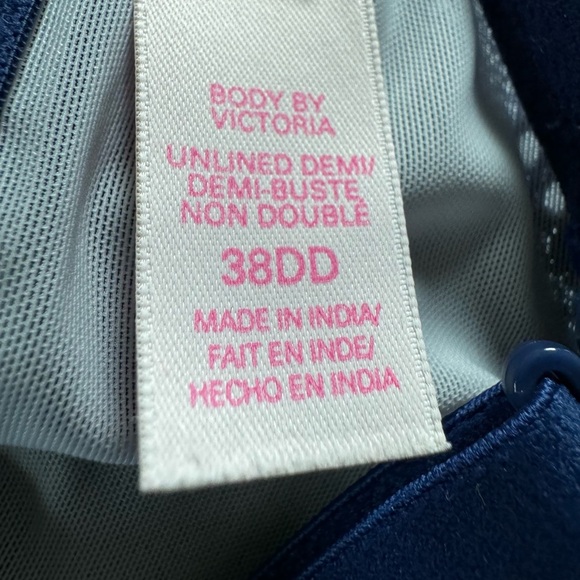 BODY BY
VICTORIA
UNLINED DEMI/
DEMI-BUSTE
NON DOUBLÉ
38DD
MADE IN INDIA/
FAIT EN INDE/
HECHO EN INDIA